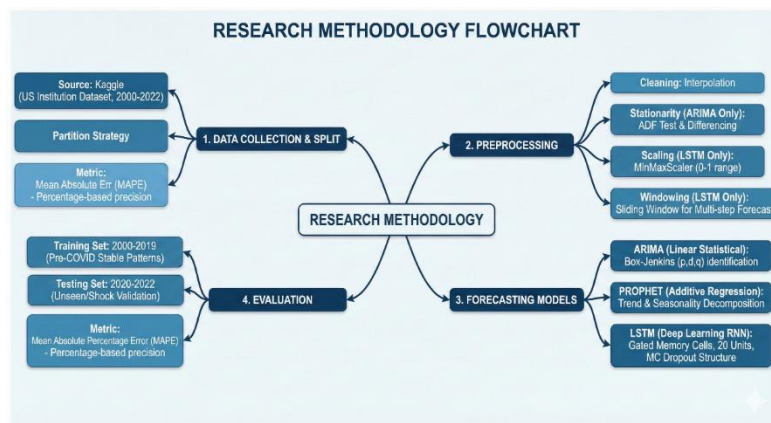 RESEARCH METHODOLOGY FLOWCHART
Source: Kaggle
(US Institution Dataset, 2000-2022)
Partition Strategy
Metric:
Mean Absolute Err (MAPE)
- Percentage-based precision
1. DATA COLLECTION & SPLIT
2. PREPROCESSING
Cleaning: Interpolation
Stationarity (ARIMA Only):
ADF Test & Differencing
Scaling (LSTM Only):
MinMaxScaler (0-1 range)
Windowing (LSTM Only):
Sliding Window for Multi-step Forecast
RESEARCH METHODOLOGY
Training Set: 2000-2019
(Pre-COVID Stable Patterns)
Testing Set: 2020-2022
(Unseen/Shock Validation)
Metric:
Mean Absolute Percentage Error (MAPE)
- Percentage-based precision
4. EVALUATION
3. FORECASTING MODELS
ARIMA (Linear Statistical):
Box-Jenkins (p,d,q) identification
PROPHET (Additive Regression):
Trend & Seasonality Decomposition
LSTM (Deep Learning RNN):
Gated Memory Cells, 20 Units,
MC Dropout Structure